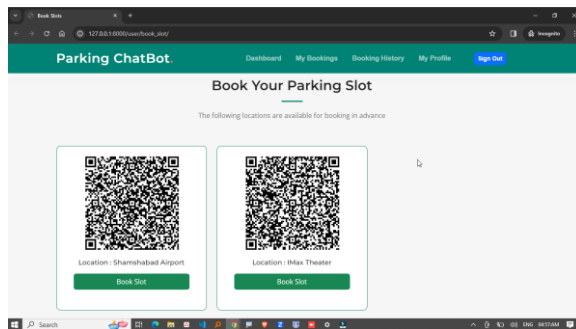 Book Slots
127.0.0.1:8000/user/book_slot/
Incognito
Parking ChatBot.
Dashboard My Bookings Booking History My Profile Sign Out
Book Your Parking Slot
The following locations are available for booking in advance
Location : Shamshabad Airport
Book Slot
Location : IMax Theater
Book Slot
Search
ENG